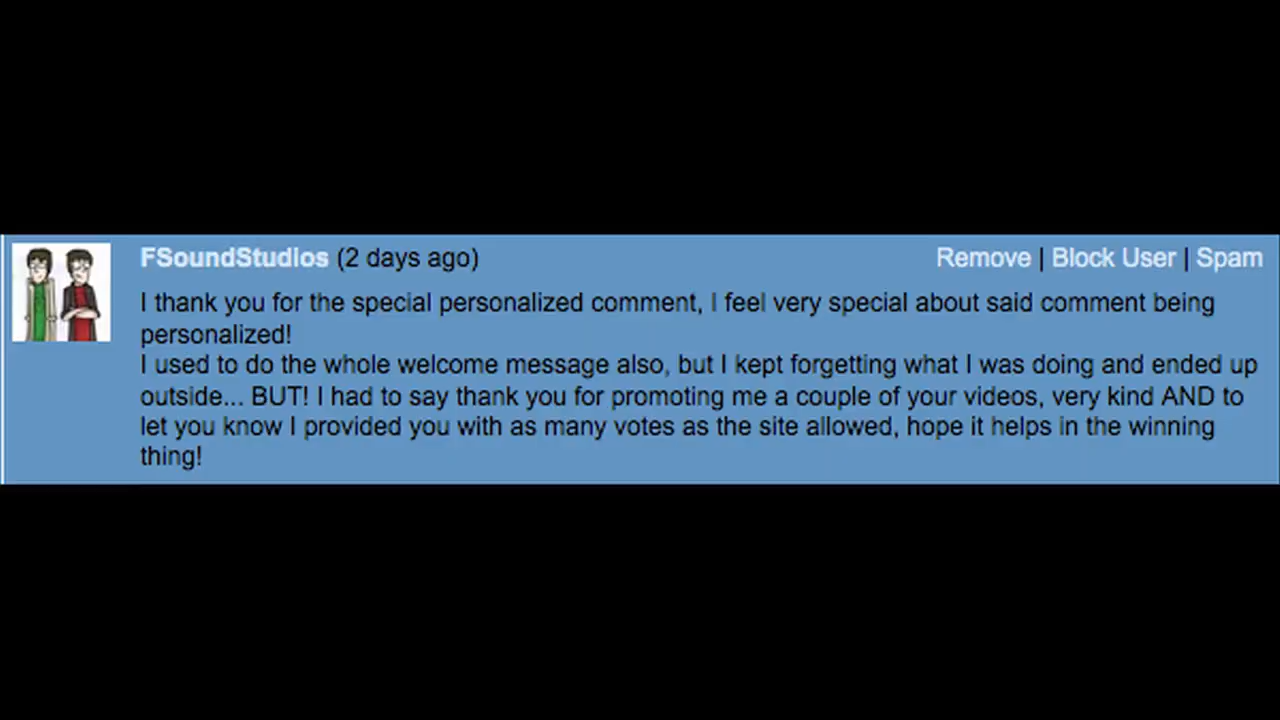 FSoundStudios (2 days ago) Remove | Block User | Spam
I thank you for the special personalized comment, I feel very special about said comment being
personalized!
I used to do the whole welcome message also, but I kept forgetting what I was doing and ended up
outside... BUT! I had to say thank you for promoting me a couple of your videos, very kind AND to
let you know I provided you with as many votes as the site allowed, hope it helps in the winning
thing!